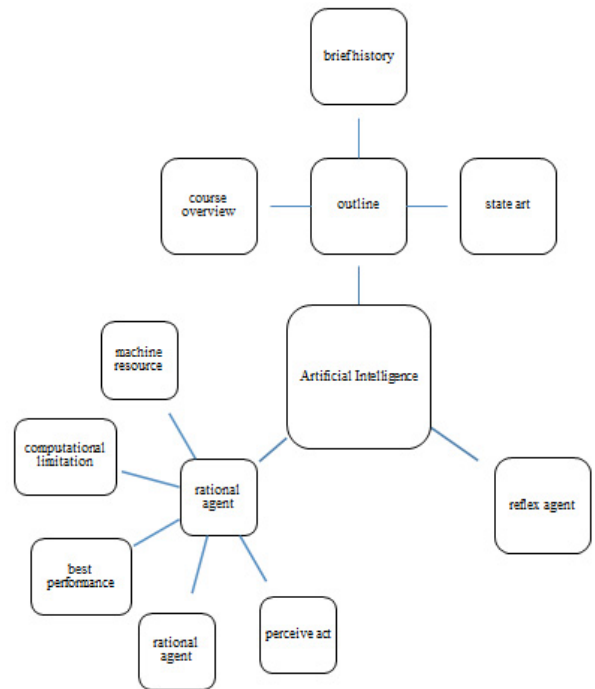 brief history
course
overview
outline
state art
Artificial Intelligence
machine
resource
computational
limitation
rational
agent
reflex agent
best
performance
rational
agent
perceive act